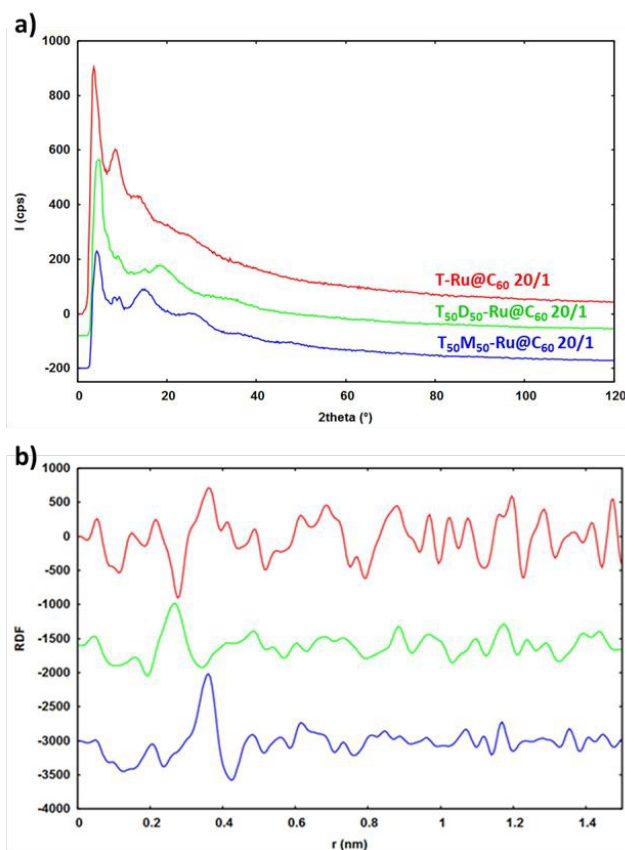 a)
1000
800
600
400
200
0
-200
I (cps)
T-Ru@C60 20/1
T50D50-Ru@C60 20/1
T50M50-Ru@C60 20/1
0 20 40 60 80 100 120
2theta (°)
b)
1000
500
0
-500
-1000
-1500
-2000
-2500
-3000
-3500
-4000
RDF
0 0.2 0.4 0.6 0.8 1 1.2 1.4
r (nm)